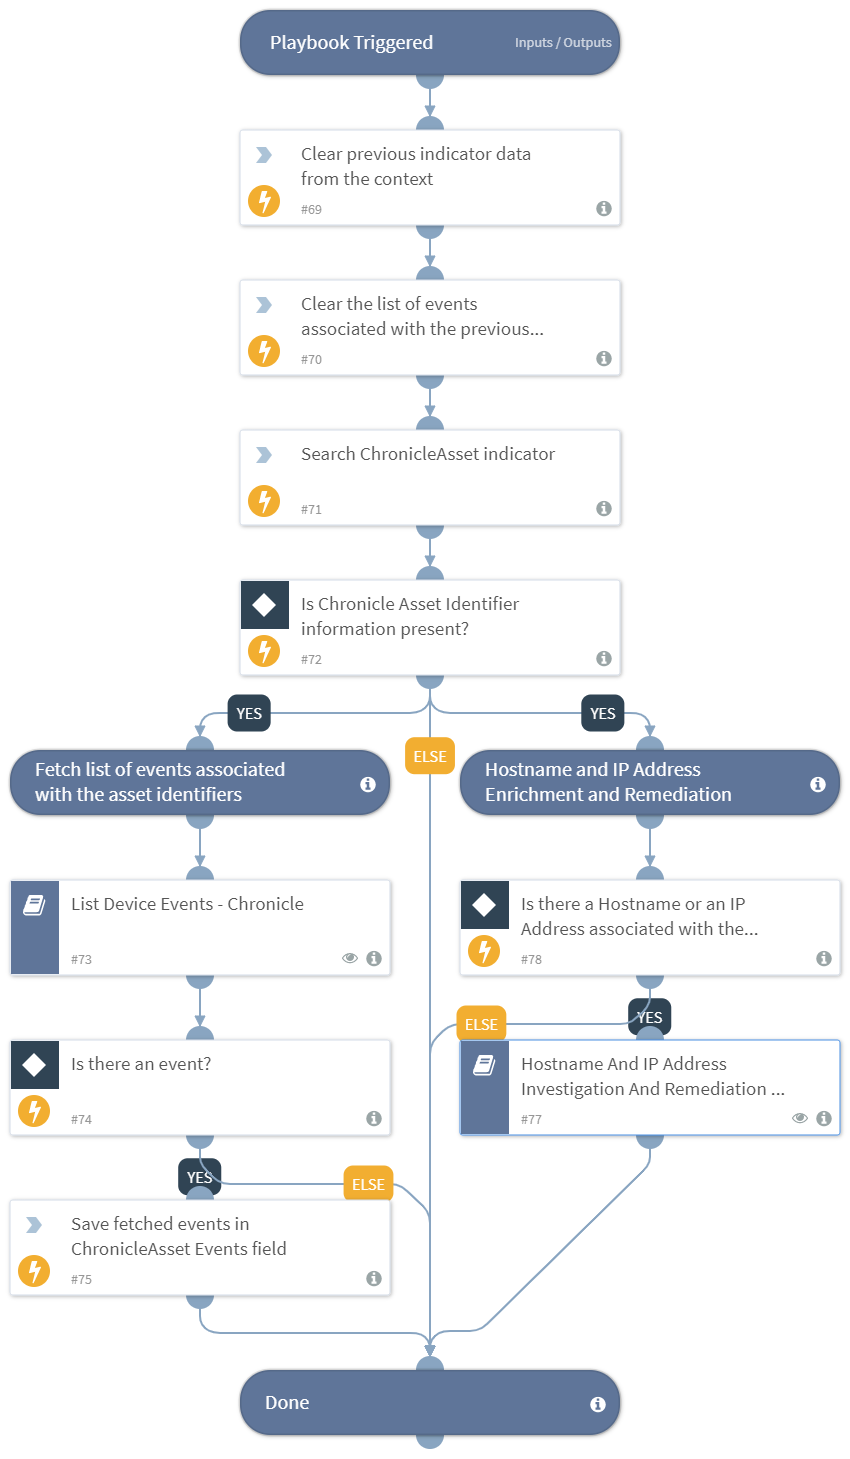 Playbook Triggered
Inputs / Outputs
Clear previous indicator data
from the context
#69
Clear the list of events
associated with the previous...
#70
Search ChronicleAsset indicator
#71
Is Chronicle Asset Identifier
information present?
#72
YES
YES
ELSE
Fetch list of events associated
with the asset identifiers
Hostname and IP Address
Enrichment and Remediation
List Device Events - Chronicle
#73
Is there a Hostname or an IP
Address associated with the...
#78
ELSE
YES
Is there an event?
#74
Hostname And IP Address
Investigation And Remediation ...
#77
YES
ELSE
Save fetched events in
ChronicleAsset Events field
#75
Done